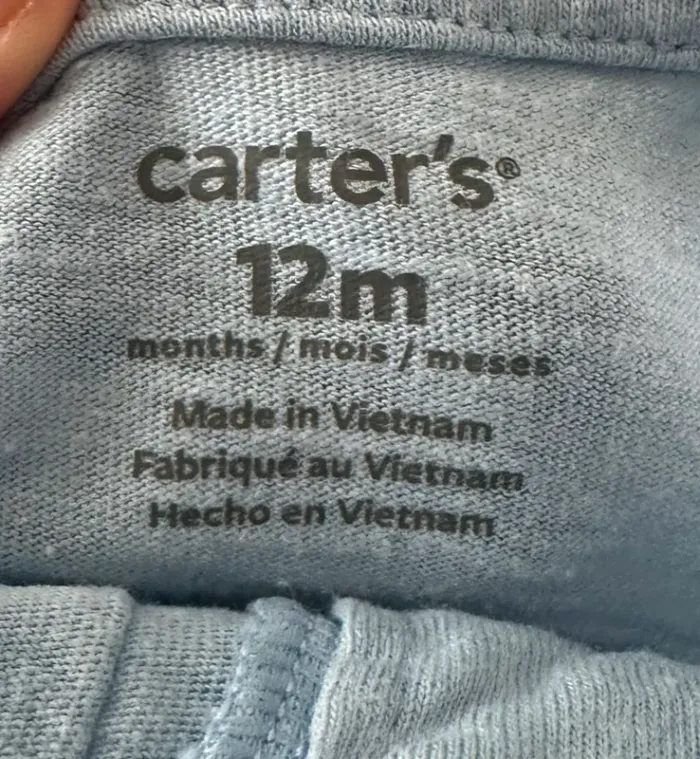 carter's®
12m
months / mois / meses
Made in Vietnam
Fabriqué au Vietnam
Hecho en Vietnam